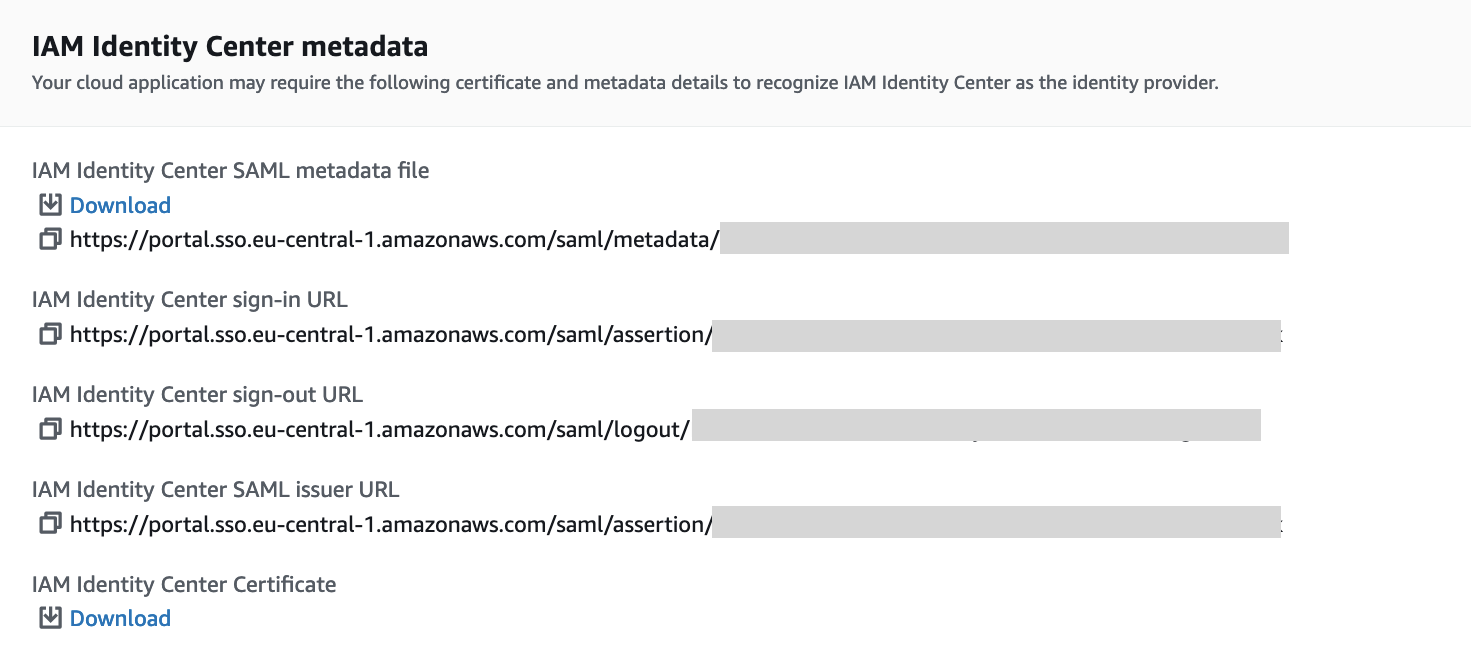 IAM Identity Center metadata
Your cloud application may require the following certificate and metadata details to recognize IAM Identity Center as the identity provider.
IAM Identity Center SAML metadata file
Download
https://portal.sso.eu-central-1.amazonaws.com/saml/metadata/
IAM Identity Center sign-in URL
https://portal.sso.eu-central-1.amazonaws.com/saml/assertion/
IAM Identity Center sign-out URL
https://portal.sso.eu-central-1.amazonaws.com/saml/logout/
IAM Identity Center SAML issuer URL
https://portal.sso.eu-central-1.amazonaws.com/saml/assertion/
IAM Identity Center Certificate
Download